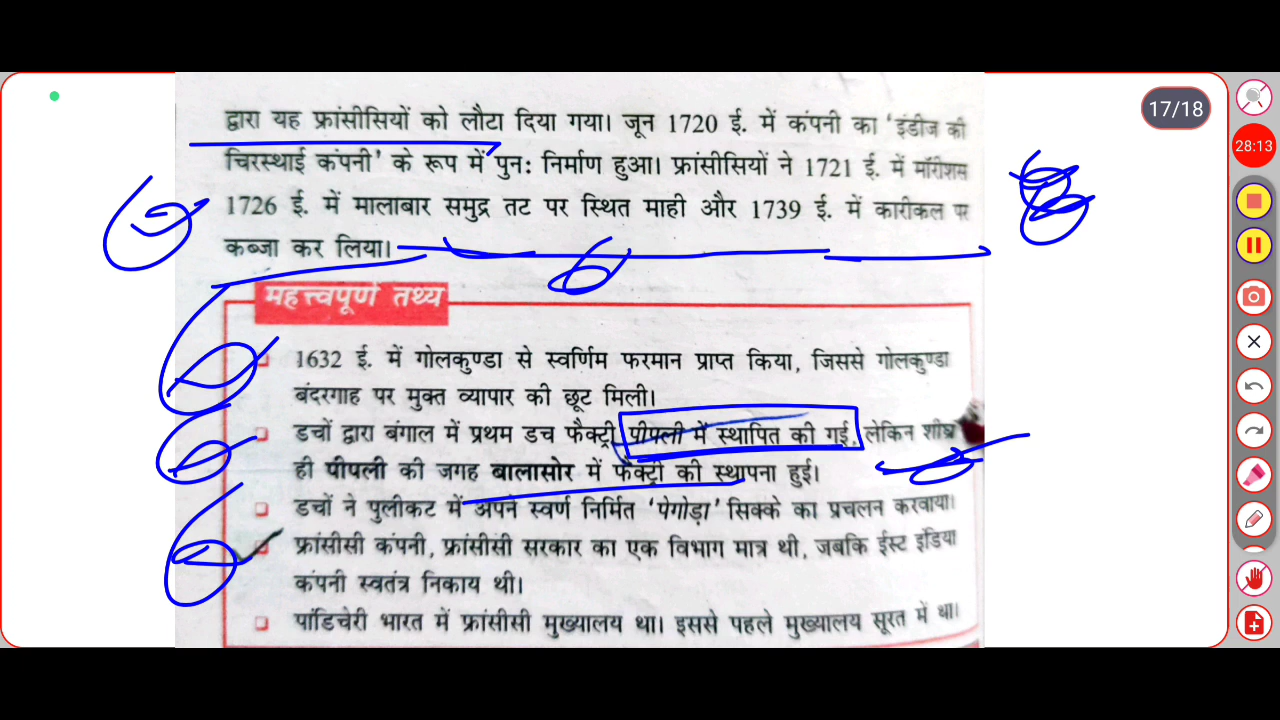 17/18
28:13
द्वारा यह फ्रांसीसियों को लौटा दिया गया। जून 1720 ई. में कंपनी का 'इंडीज की
चिरस्थाई कंपनी' के रूप में पुन: निर्माण हुआ। फ्रांसीसियों ने 1721 ई. में मॉरीशस
1726 ई. में मालाबार समुद्र तट पर स्थित माही और 1739 ई. में कारीकल पर
कब्जा कर लिया।
महत्त्वपूर्ण तथ्य
1632 ई. में गोलकुण्डा से स्वर्णिम फरमान प्राप्त किया, जिससे गोलकुण्डा
बंदरगाह पर मुक्त व्यापार की छूट मिली।
डचों द्वारा बंगाल में प्रथम डच फैक्ट्री पीपली में स्थापित की गई, लेकिन शीघ्र
ही पीपली की जगह बालासोर में फैक्ट्री की स्थापना हुई।
डचों ने पुलीकट में अपने स्वर्ण निर्मित 'पेगोड़ा' सिक्के का प्रचलन करवाया।
फ्रांसीसी कंपनी, फ्रांसीसी सरकार का एक विभाग मात्र थी, जबकि ईस्ट इंडिया
कंपनी स्वतंत्र निकाय थी।
पांडिचेरी भारत में फ्रांसीसी मुख्यालय था। इससे पहले मुख्यालय सूरत में था।